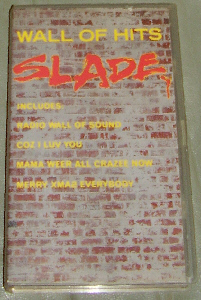 WALL OF HITS
SLADE
INCLUDES:
RADIO WALL OF SOUND
COZ I LUV YOU
MAMA WEER ALL CRAZEE NOW
MERRY XMAS EVERYBODY